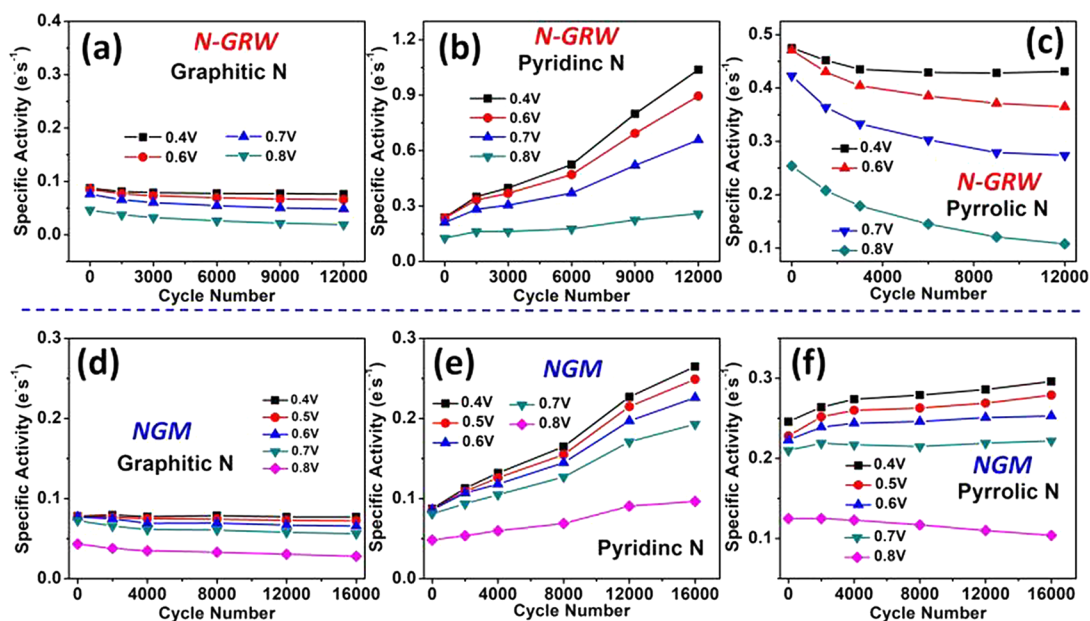 (a)
N-GRW
Graphitic N
0.4V
0.6V
0.7V
0.8V
Specific Activity (e⁻s⁻¹)
0.4
0.3
0.2
0.1
0.0
0 3000 6000 9000 12000
Cycle Number
(b)
N-GRW
Pyridinc N
0.4V
0.6V
0.7V
0.8V
Specific Activity (e⁻s⁻¹)
1.2
0.9
0.6
0.3
0.0
0 3000 6000 9000 12000
Cycle Number
(c)
0.4V
0.6V
N-GRW
Pyrrolic N
0.7V
0.8V
Specific Activity (e⁻s⁻¹)
0.5
0.4
0.3
0.2
0.1
0 4000 8000 12000
Cycle Number
(d)
NGM
Graphitic N
0.4V
0.5V
0.6V
0.7V
0.8V
Specific Activity (e⁻s⁻¹)
0.3
0.2
0.1
0.0
0 4000 8000 12000 16000
Cycle Number
(e)
NGM
0.4V
0.5V
0.6V
0.7V
0.8V
Pyridinc N
Specific Activity (e⁻s⁻¹)
0.3
0.2
0.1
0.0
0 4000 8000 12000 16000
Cycle Number
(f)
0.4V
0.5V
0.6V
0.7V
0.8V
NGM
Pyrrolic N
Specific Activity (e⁻s⁻¹)
0.3
0.2
0.1
0 4000 8000 12000 16000
Cycle Number